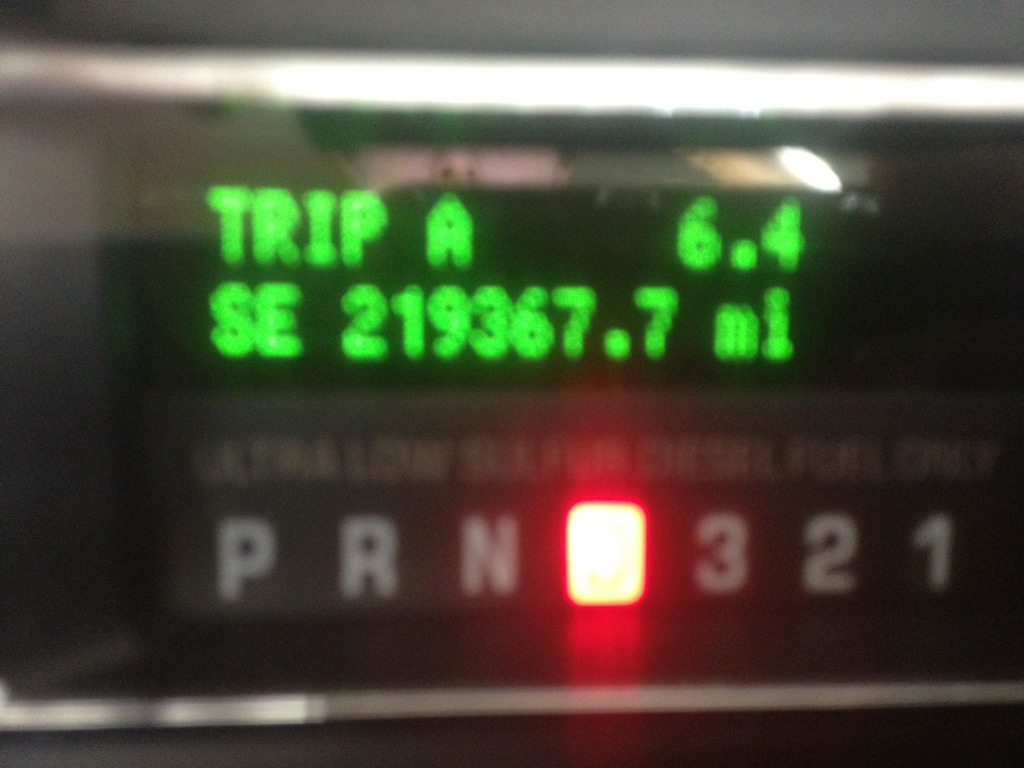 TRIP A 6.4
SE 219367.7 mi
ULTRA LOW SULFUR DIESEL FUEL ONLY
P R N D 3 2 1